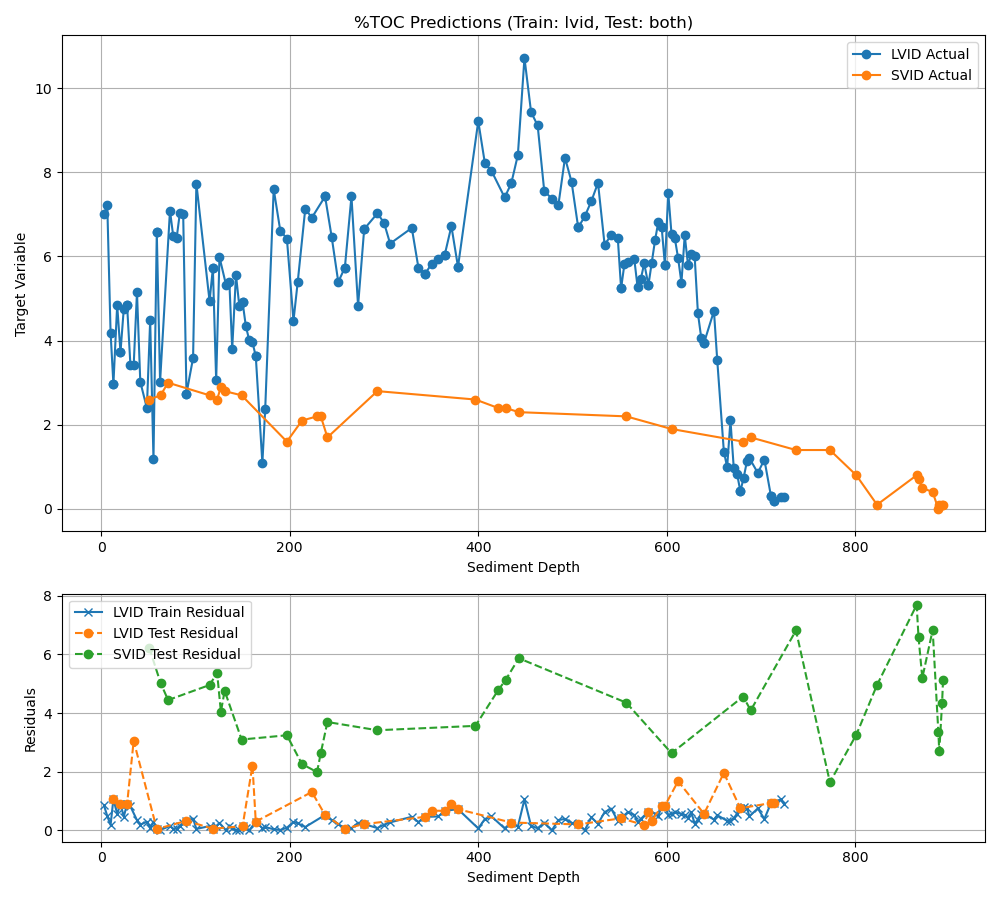 %TOC Predictions (Train: lvid, Test: both)
LVID Actual
SVID Actual
Target Variable
10
8
6
4
2
0
0 200 400 600 800
Sediment Depth
LVID Train Residual
LVID Test Residual
SVID Test Residual
Residuals
8
6
4
2
0
0 200 400 600 800
Sediment Depth